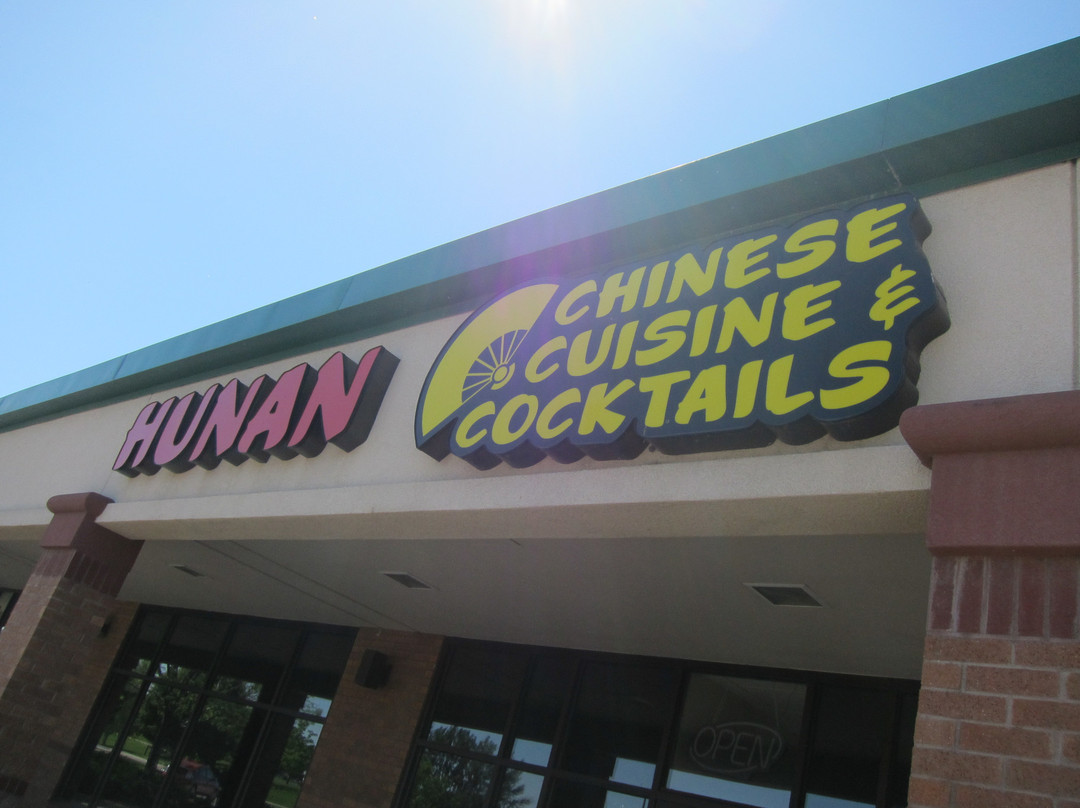 HUNAN
CHINESE
CUISINE &
COCKTAILS
OPEN